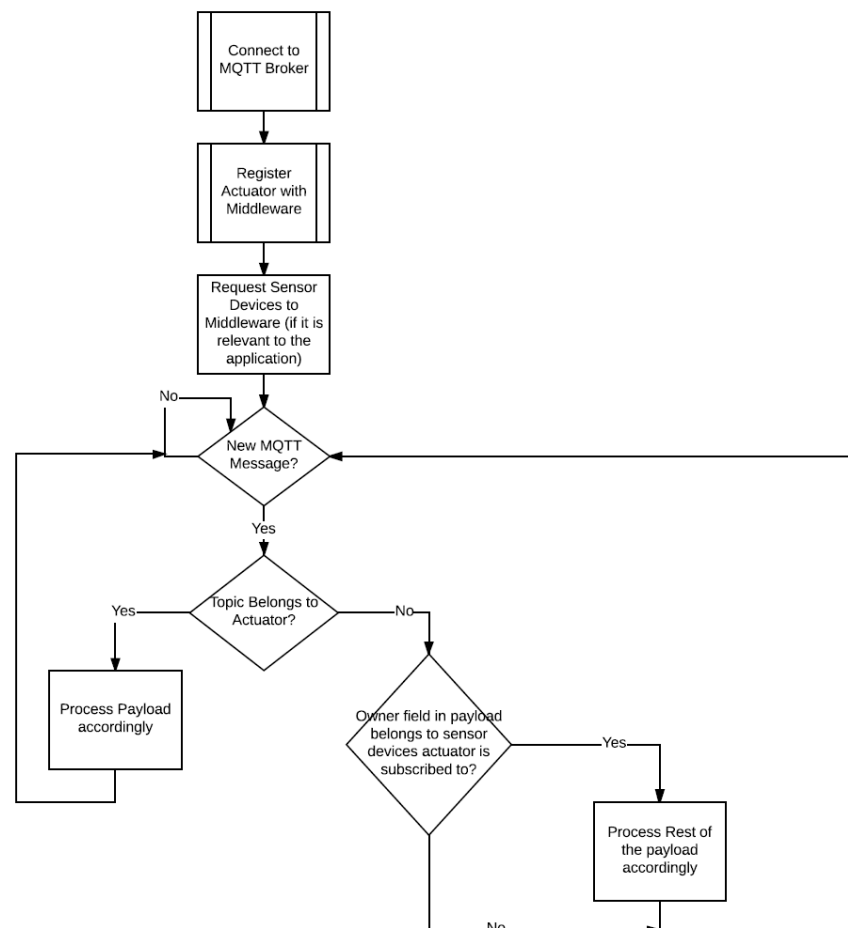 Connect to
MQTT Broker
Register
Actuator with
Middleware
Request Sensor
Devices to
Middleware (if it is
relevant to the
application)
No
New MQTT
Message?
Yes
Topic Belongs to
Actuator?
Yes
No
Process Payload
accordingly
Owner field in payload
belongs to sensor
devices actuator is
subscribed to?
Yes
Process Rest of
the payload
accordingly
No